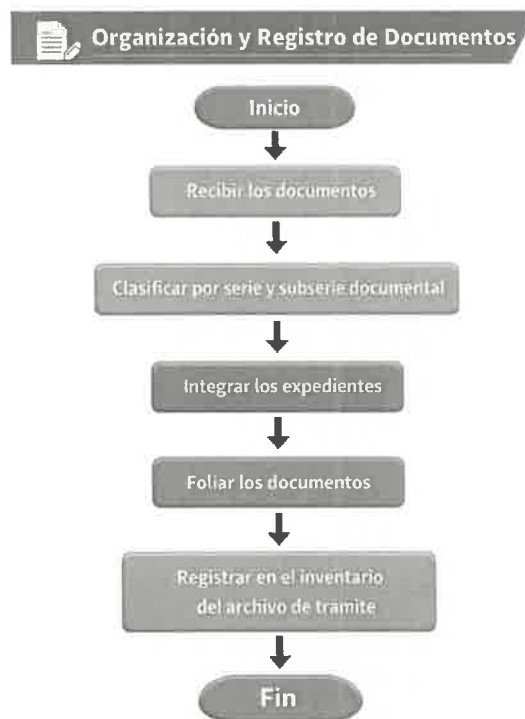 Organización y Registro de Documentos
Inicio
Recibir los documentos
Clasificar por serie y subserie documental
Integrar los expedientes
Foliar los documentos
Registrar en el inventario
del archivo de tramite
Fin